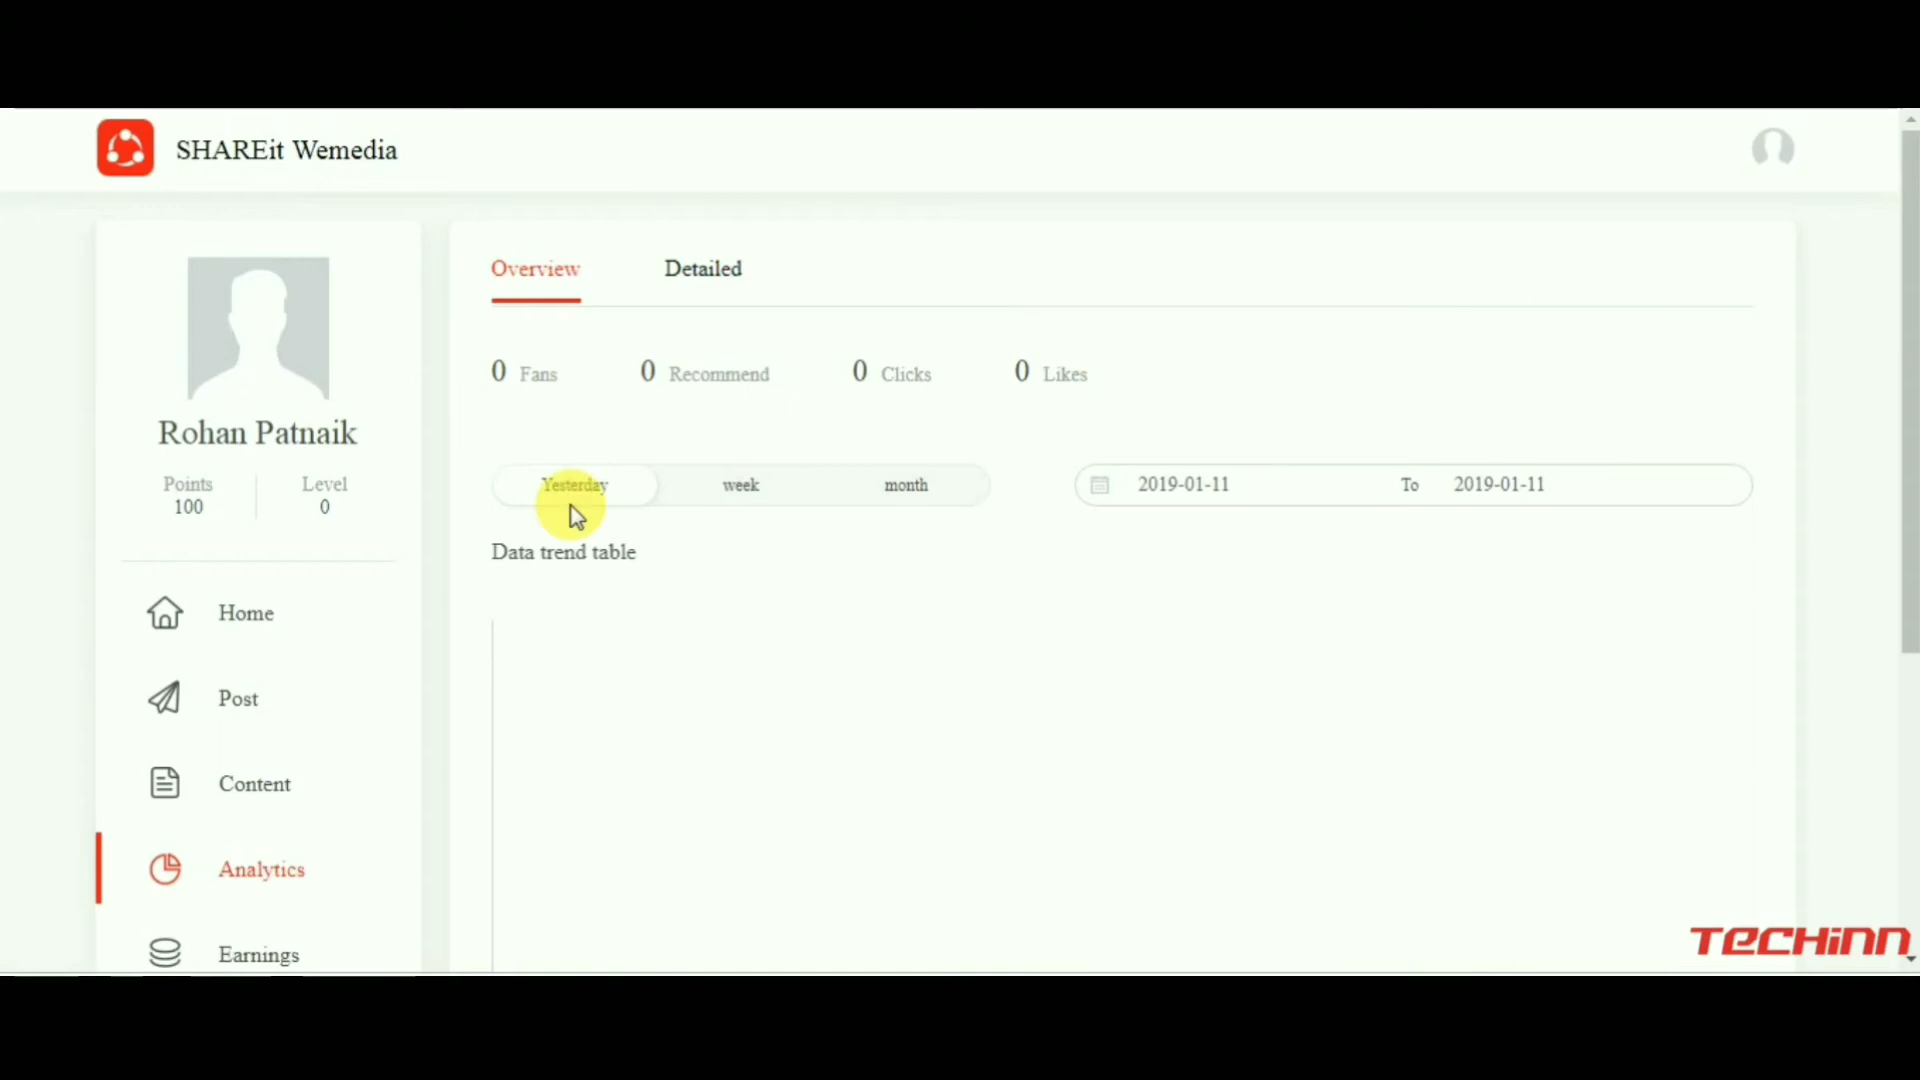 SHAREit Wemedia
Overview Detailed
0 Fans 0 Recommend 0 Clicks 0 Likes
Rohan Patnaik
Points Level
100 0
Yesterday week month 2019-01-11 To 2019-01-11
Data trend table
Home
Post
Content
Analytics
Earnings
TECHiNN